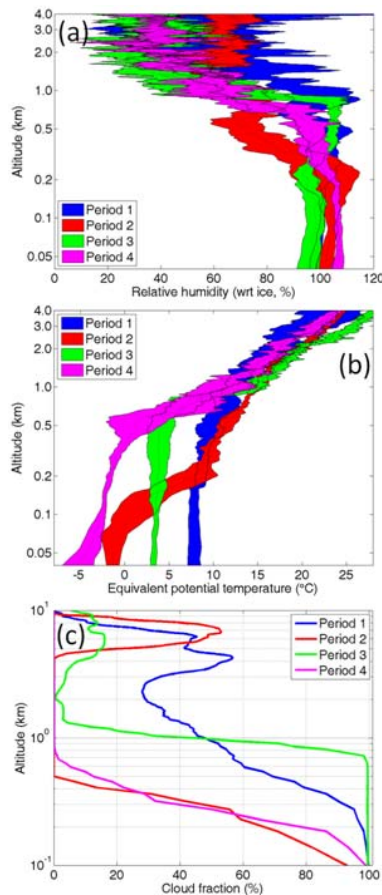 (a)
Altitude (km)
4.0
3.0
2.0
1.0
0.5
0.2
0.1
0.05
Period 1
Period 2
Period 3
Period 4
0 20 40 60 80 100 120
Relative humidity (wrt ice, %)
(b)
Altitude (km)
4.0
2.0
1.0
0.5
0.2
0.1
0.05
Period 1
Period 2
Period 3
Period 4
-5 0 5 10 15 20 25
Equivalent potential temperature (°C)
(c)
Altitude (km)
10¹
10⁰
10⁻¹
Period 1
Period 2
Period 3
Period 4
0 20 40 60 80 100
Cloud fraction (%)